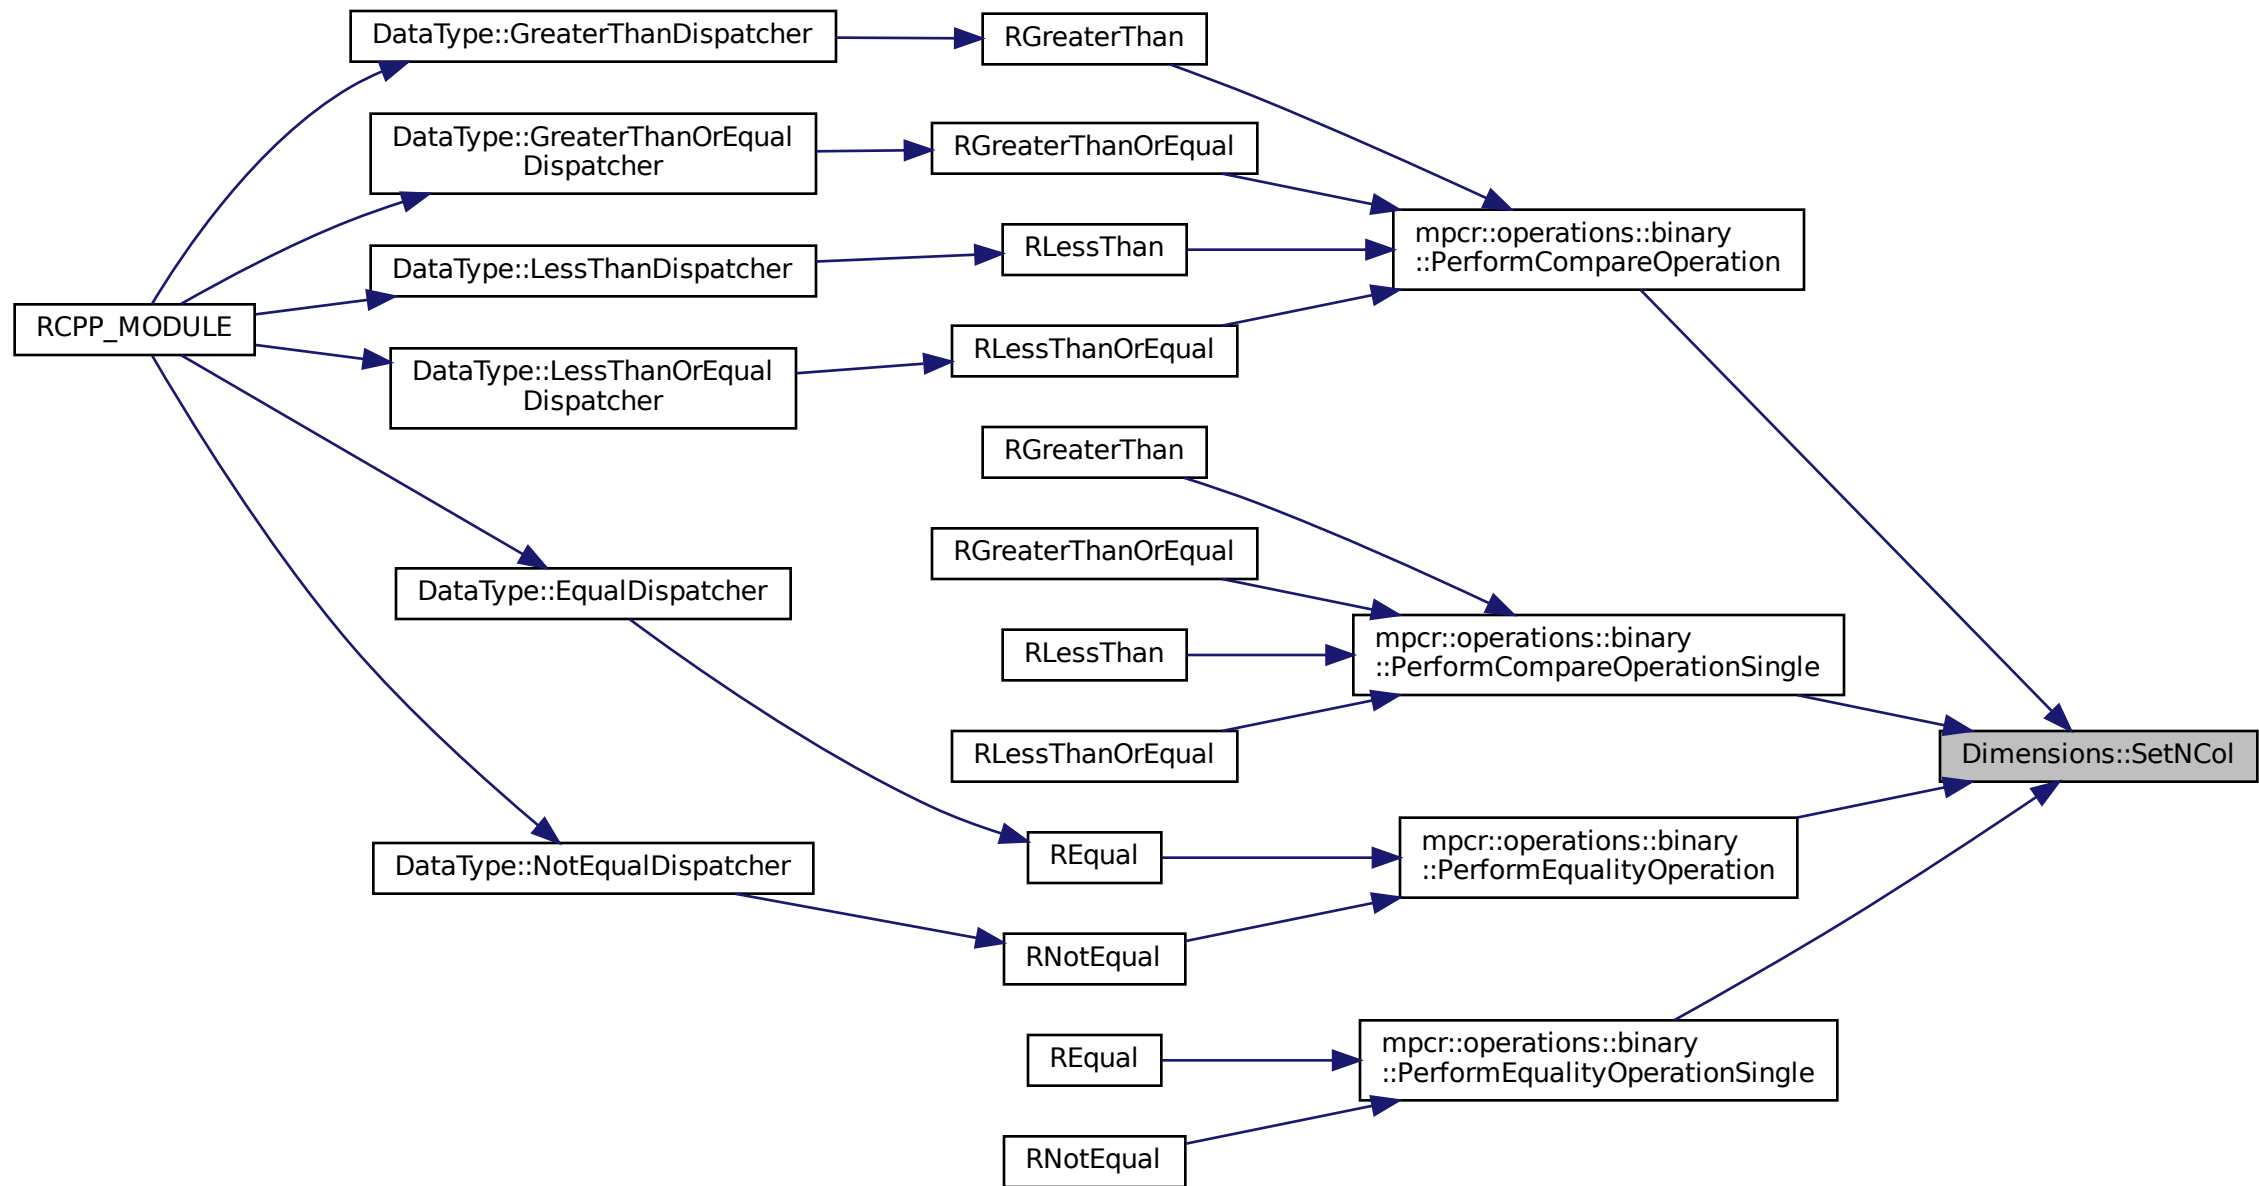 DataType::GreaterThanDispatcher
RGreaterThan
DataType::GreaterThanOrEqual
Dispatcher
RGreaterThanOrEqual
mpcr::operations::binary
::PerformCompareOperation
RLessThan
DataType::LessThanDispatcher
RCPP_MODULE
RLessThanOrEqual
DataType::LessThanOrEqual
Dispatcher
RGreaterThan
RGreaterThanOrEqual
DataType::EqualDispatcher
mpcr::operations::binary
::PerformCompareOperationSingle
RLessThan
RLessThanOrEqual
Dimensions::SetNCol
REqual
mpcr::operations::binary
::PerformEqualityOperation
DataType::NotEqualDispatcher
RNotEqual
REqual
mpcr::operations::binary
::PerformEqualityOperationSingle
RNotEqual